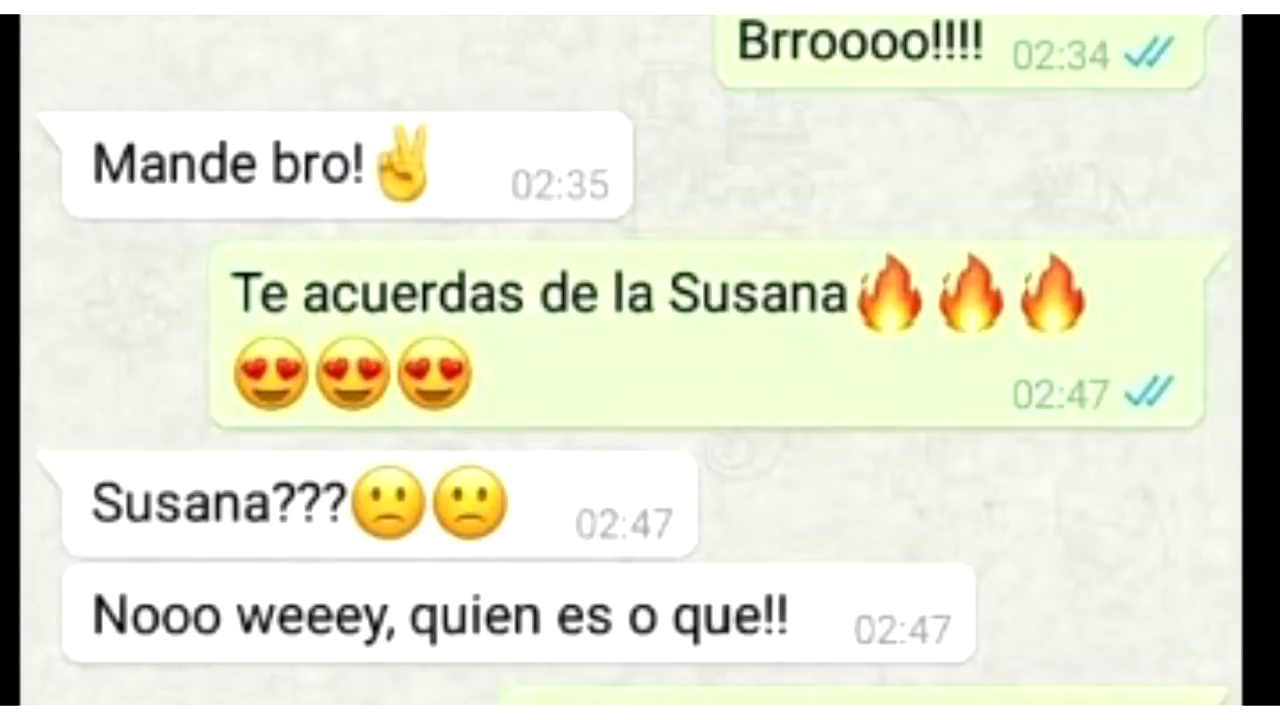 Brroooo!!!! 02:34
Mande bro!✌️ 02:35
Te acuerdas de la Susana🔥🔥🔥
😍😍😍 02:47
Susana???🙁🙁 02:47
Nooo weeey, quien es o que!! 02:47